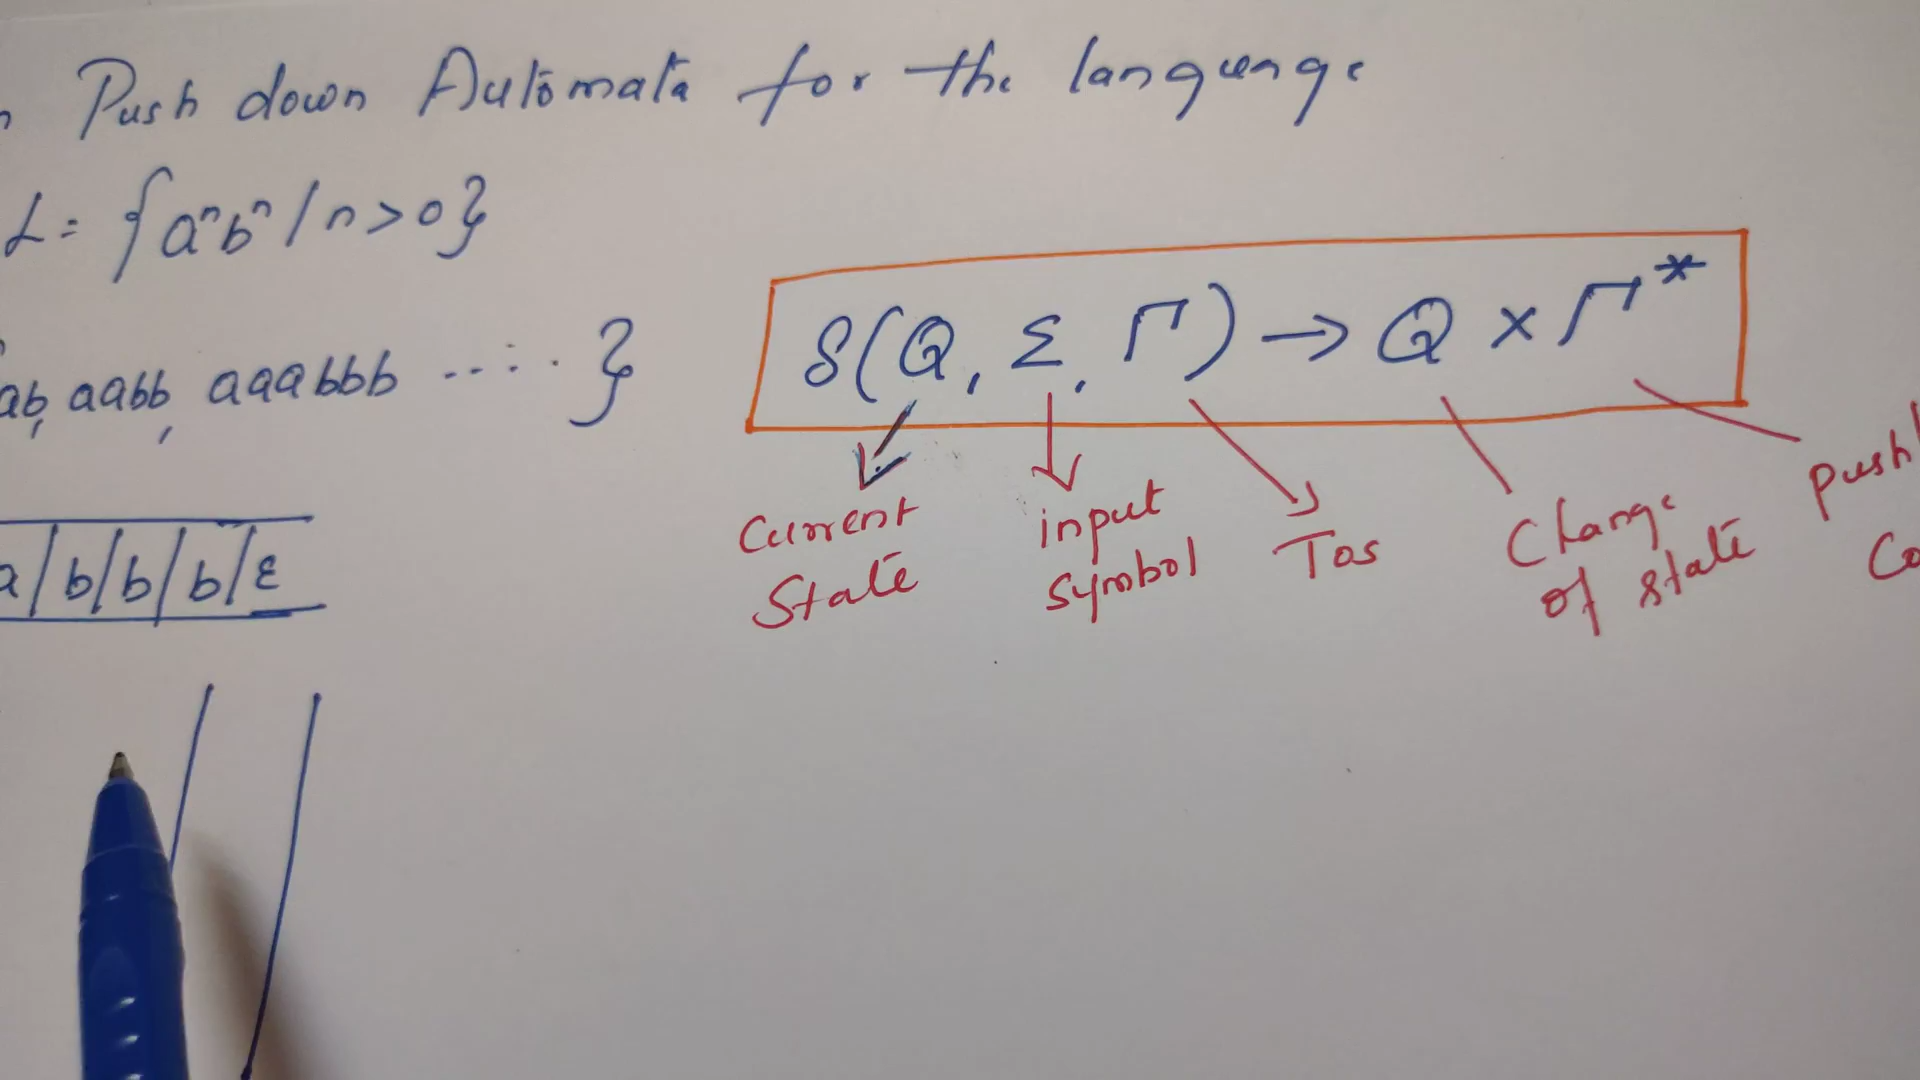 Push down Automata for the language
L = {aⁿbⁿ / n>0}
ab, aabb, aaabbb ..... }
δ(Q, Σ, Γ) → Q × Γ*
a/b/b/b/ε
Current State
input symbol
Tos
Change of state
push/
Co